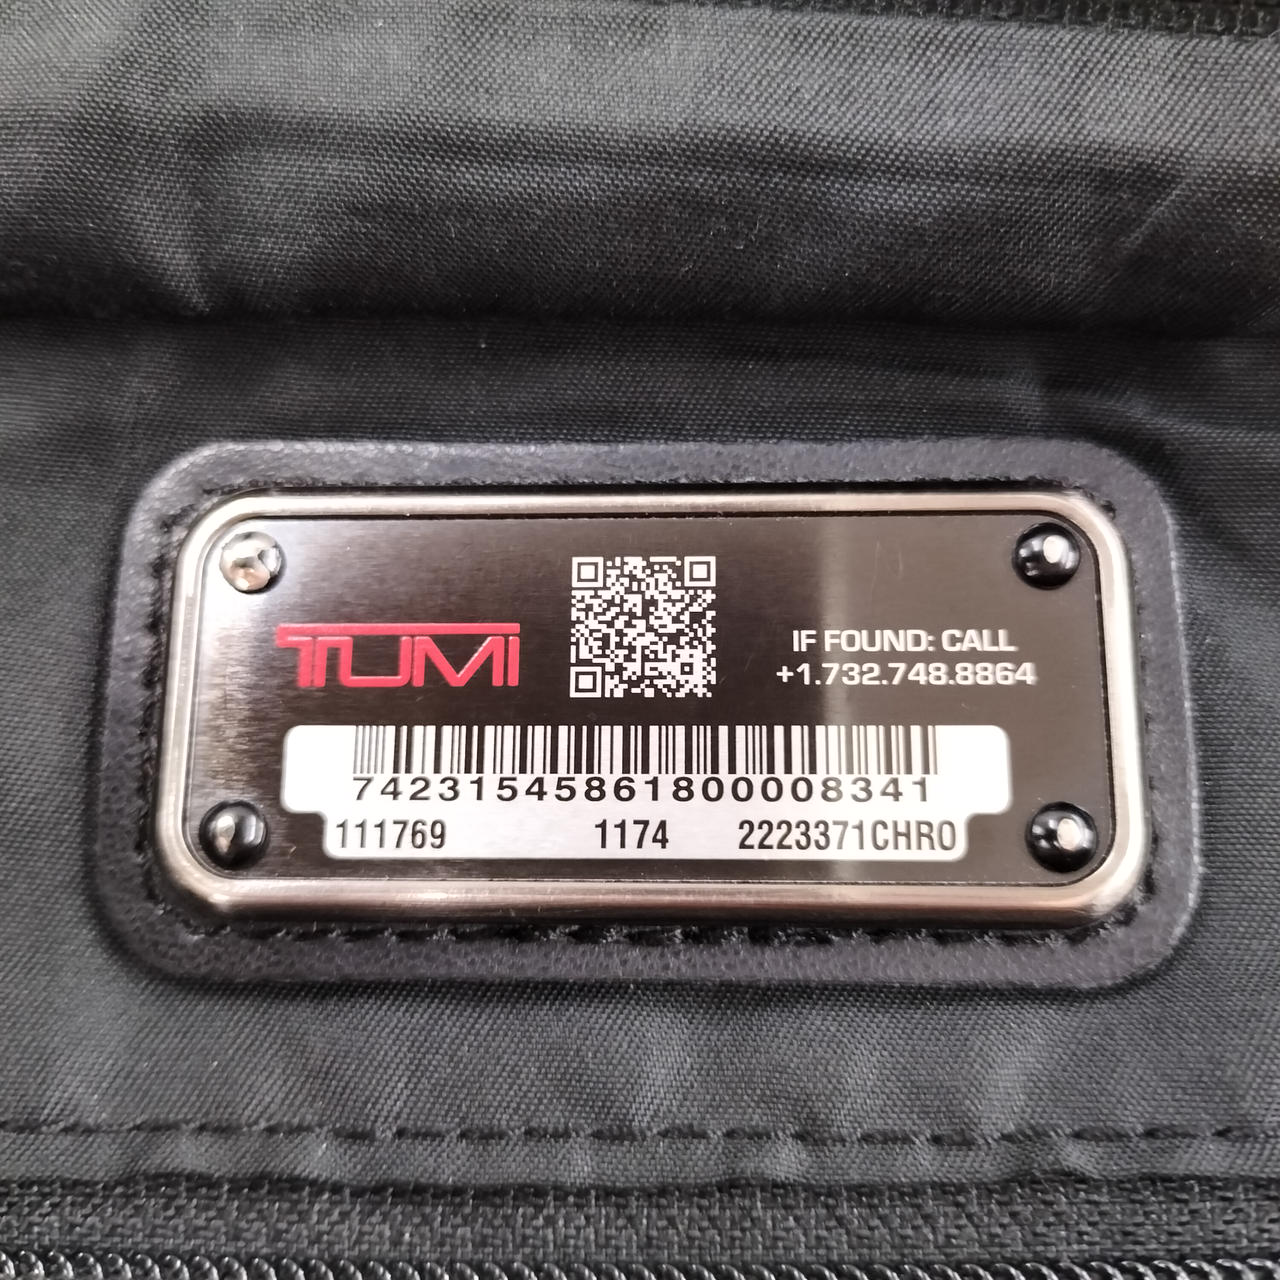 TUMI
IF FOUND: CALL
+1.732.748.8864
74231545861800008341
111769 1174 2223371CHRO